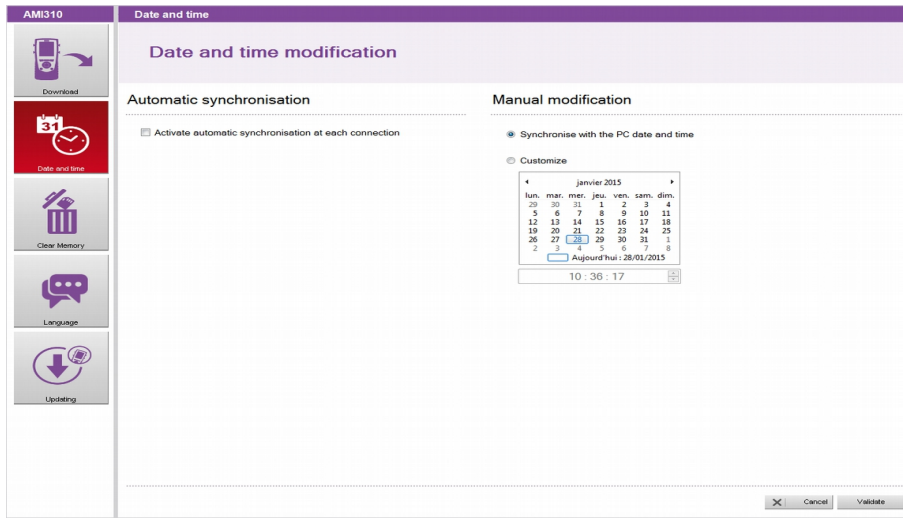 AMI310
Date and time
Date and time modification
Download
Date and time
Clear Memory
Language
Updating
Automatic synchronisation
Activate automatic synchronisation at each connection
Manual modification
Synchronise with the PC date and time
Customize
janvier 2015
lun. mar. mer. jeu. ven. sam. dim.
29 30 31 1 2 3 4
5 6 7 8 9 10 11
12 13 14 15 16 17 18
19 20 21 22 23 24 25
26 27 28 29 30 31 1
2 3 4 5 6 7 8
Aujourd'hui : 28/01/2015
10 : 36 : 17
31
Cancel
Validate